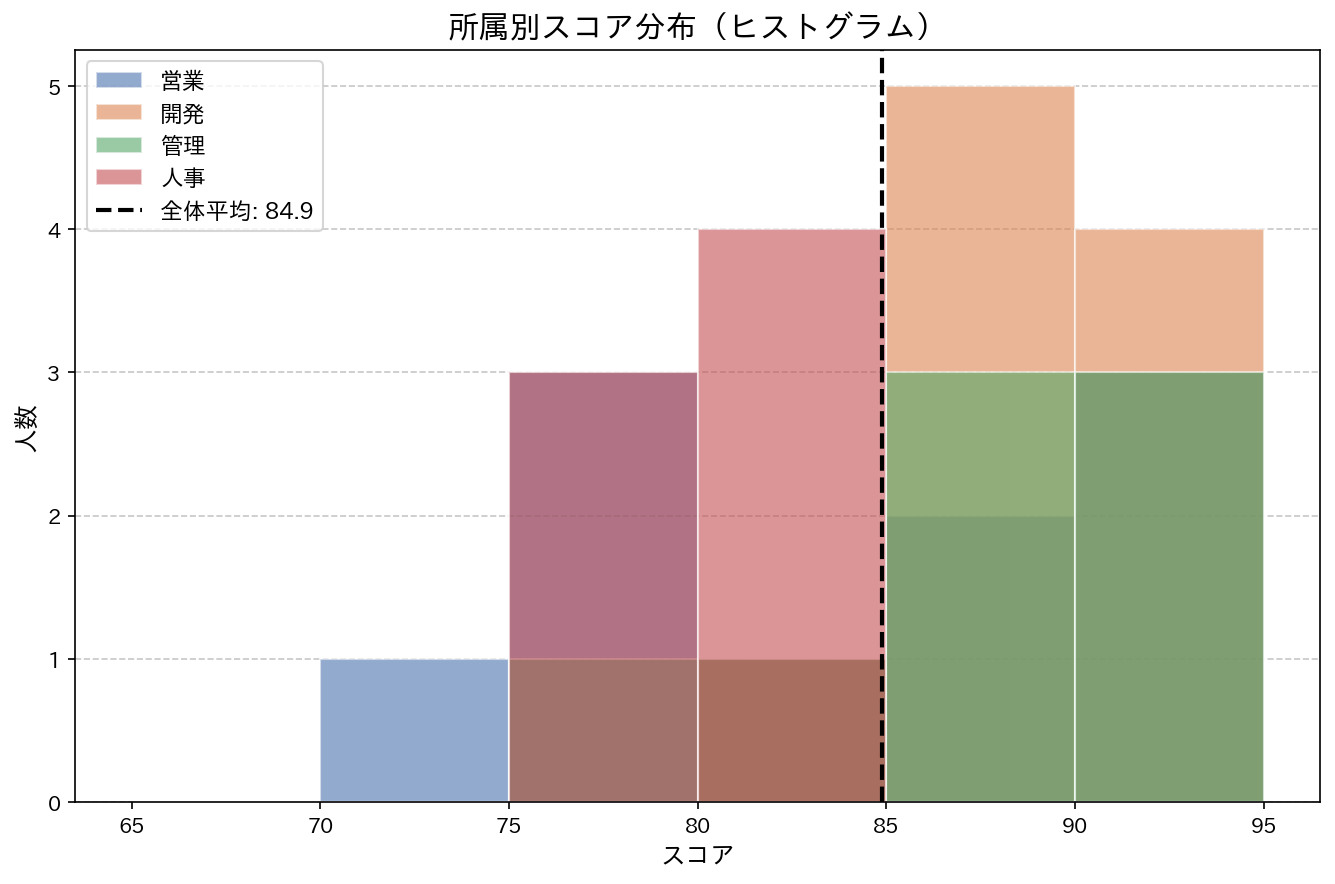 所属別スコア分布（ヒストグラム）
営業
開発
管理
人事
全体平均: 84.9
5
4
3
2
1
0
人数
65 70 75 80 85 90 95
スコア